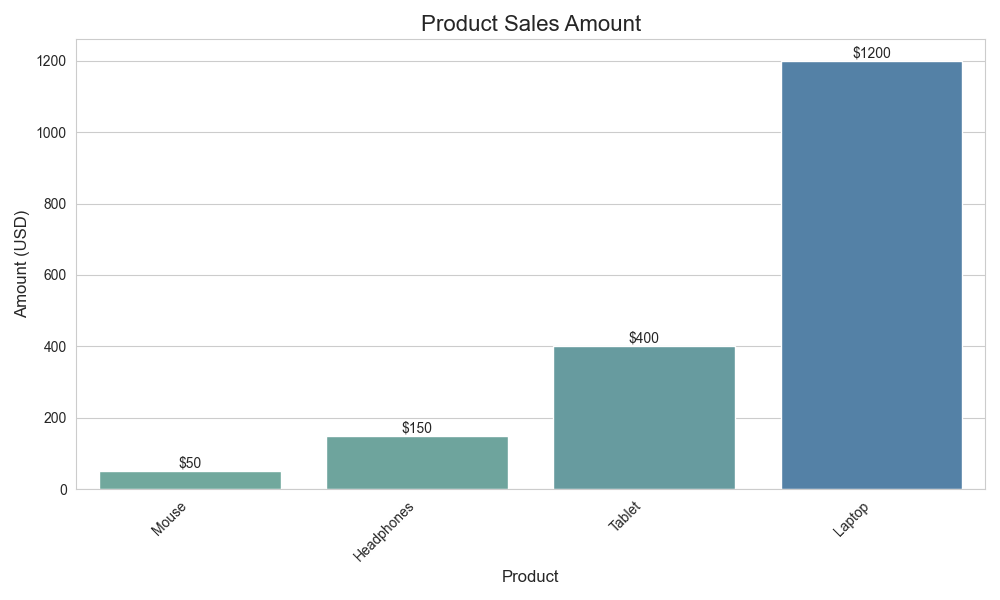 Product Sales Amount
Amount (USD)
1200
1000
800
600
400
200
0
$50
$150
$400
$1200
Mouse
Headphones
Tablet
Laptop
Product